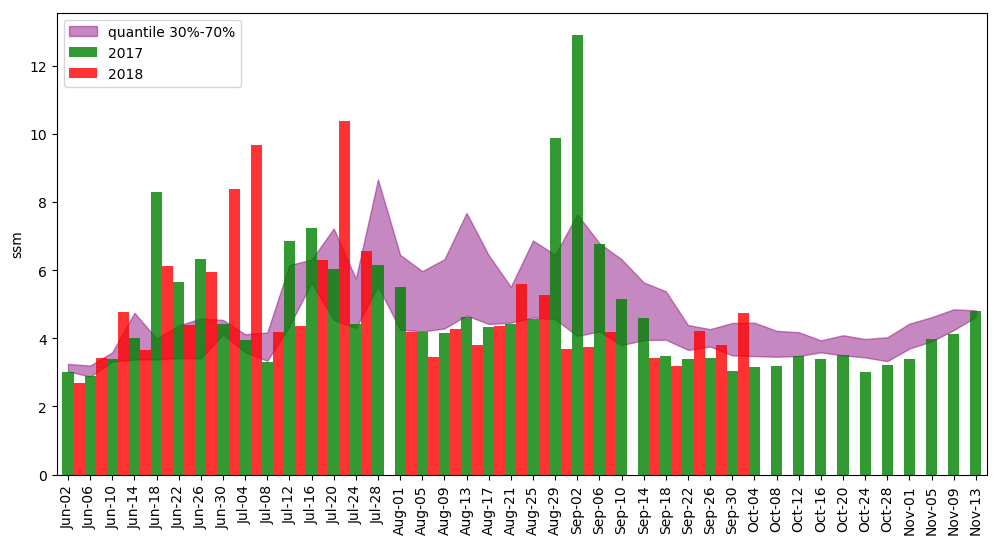 quantile 30%-70%
2017
2018
ssm
12
10
8
6
4
2
0
Jun-02
Jun-06
Jun-10
Jun-14
Jun-18
Jun-22
Jun-26
Jun-30
Jul-04
Jul-08
Jul-12
Jul-16
Jul-20
Jul-24
Jul-28
Aug-01
Aug-05
Aug-09
Aug-13
Aug-17
Aug-21
Aug-25
Aug-29
Sep-02
Sep-06
Sep-10
Sep-14
Sep-18
Sep-22
Sep-26
Sep-30
Oct-04
Oct-08
Oct-12
Oct-16
Oct-20
Oct-24
Oct-28
Nov-01
Nov-05
Nov-09
Nov-13